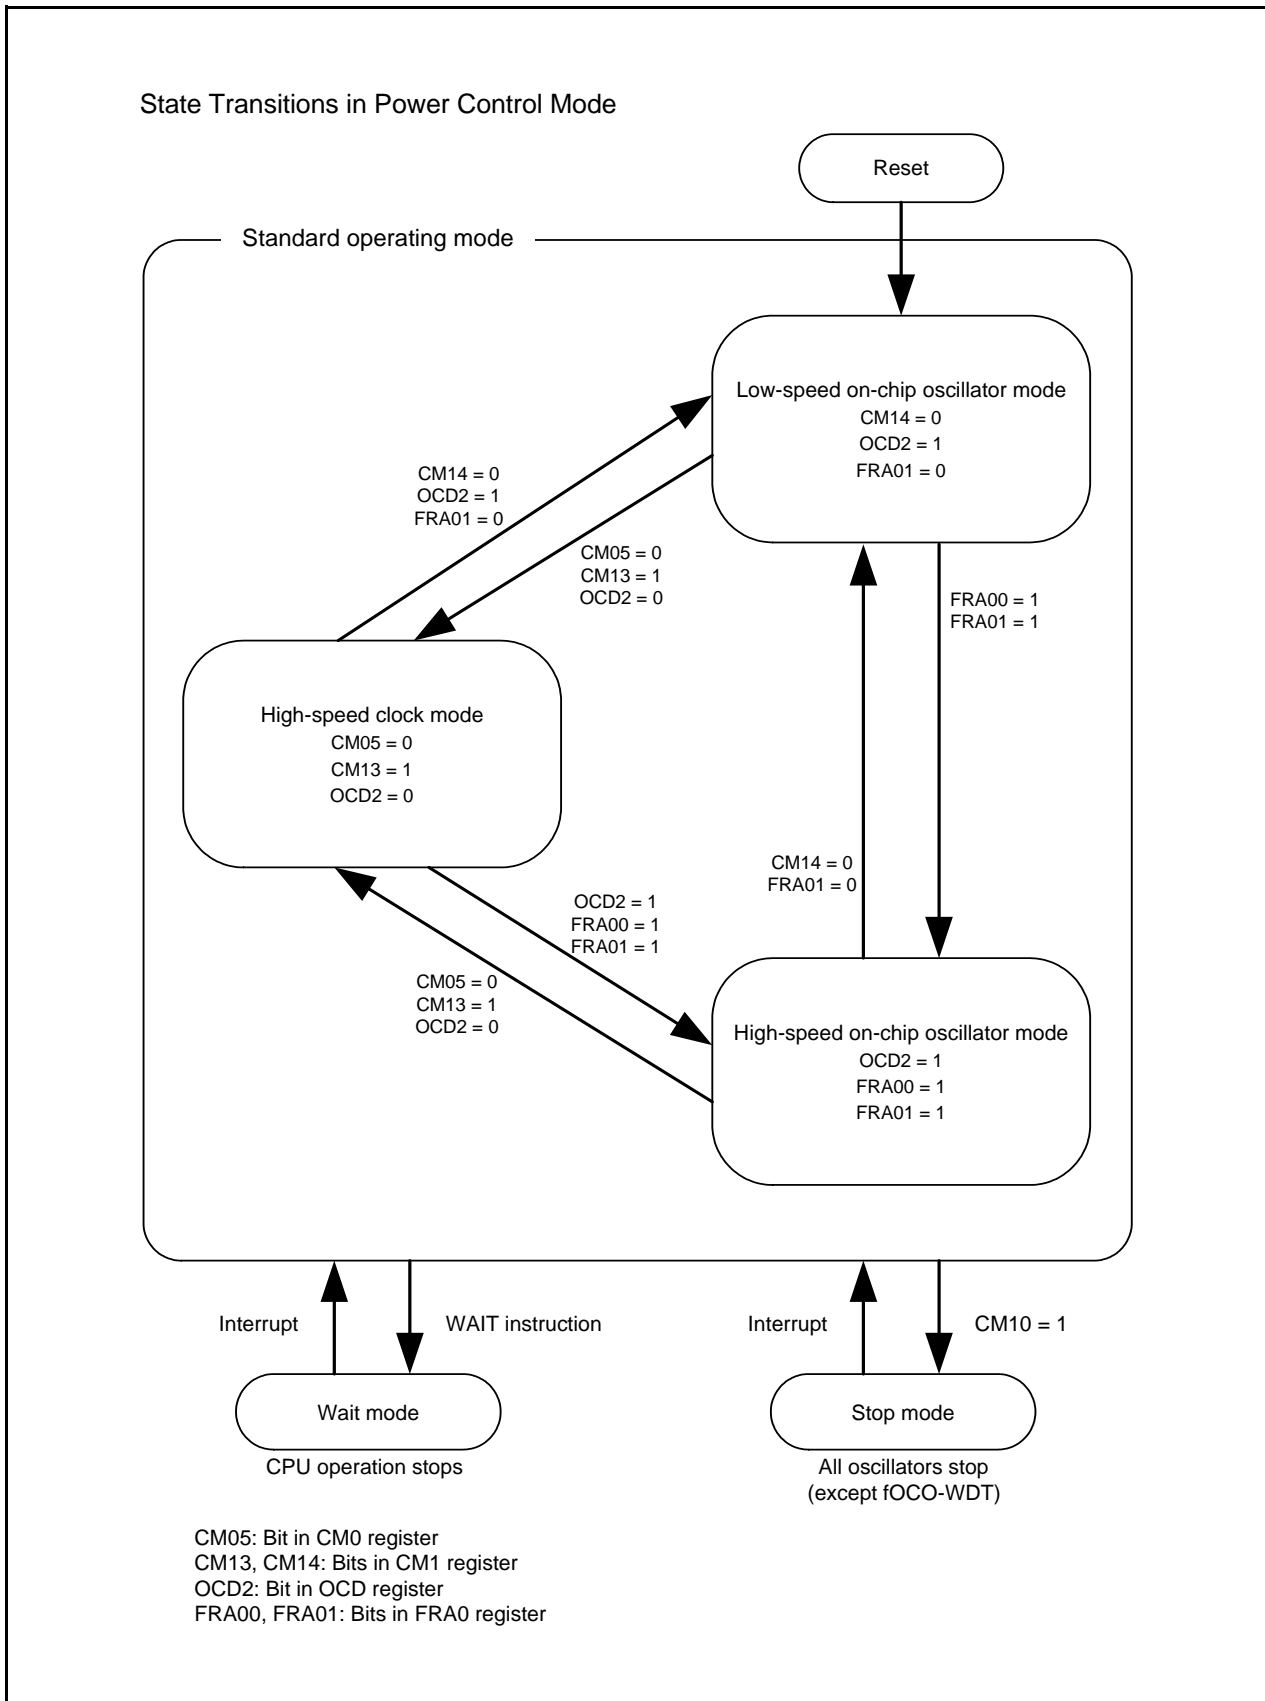 State Transitions in Power Control Mode
Reset
Standard operating mode
Low-speed on-chip oscillator mode
CM14 = 0
OCD2 = 1
FRA01 = 0
CM14 = 0
OCD2 = 1
FRA01 = 0
CM05 = 0
CM13 = 1
OCD2 = 0
FRA00 = 1
FRA01 = 1
High-speed clock mode
CM05 = 0
CM13 = 1
OCD2 = 0
CM14 = 0
FRA01 = 0
OCD2 = 1
FRA00 = 1
FRA01 = 1
CM05 = 0
CM13 = 1
OCD2 = 0
High-speed on-chip oscillator mode
OCD2 = 1
FRA00 = 1
FRA01 = 1
Interrupt
WAIT instruction
Interrupt
CM10 = 1
Wait mode
Stop mode
CPU operation stops
All oscillators stop
(except fOCO-WDT)
CM05: Bit in CM0 register
CM13, CM14: Bits in CM1 register
OCD2: Bit in OCD register
FRA00, FRA01: Bits in FRA0 register